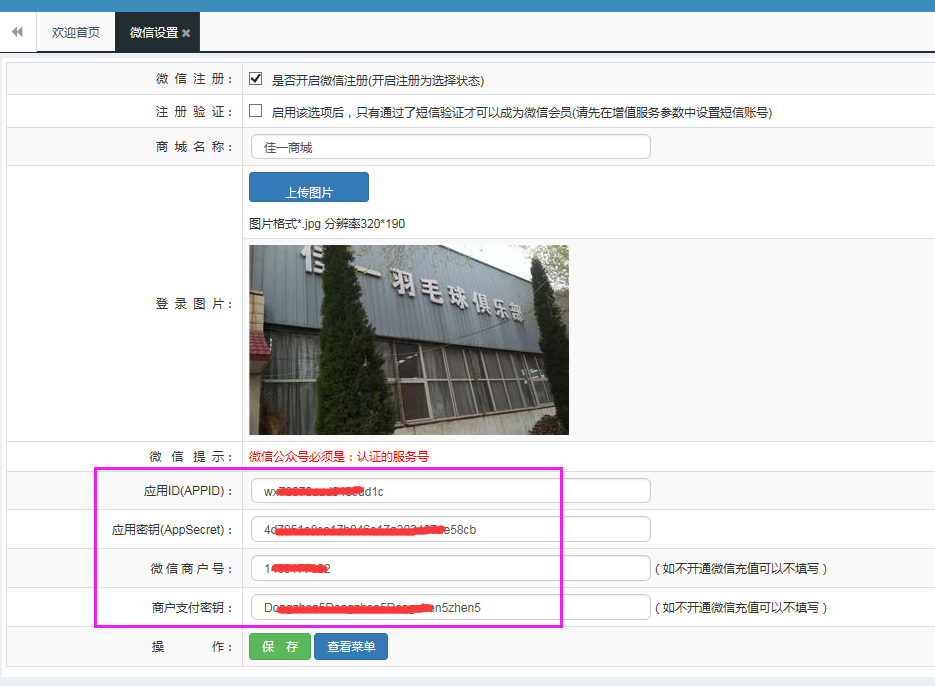 欢迎首页 微信设置
微信注册： 是否开启微信注册(开启注册为选择状态)
注册验证： 启用该选项后，只有通过了短信验证才可以成为微信会员(请先在增值服务参数中设置短信账号)
商城名称： 佳一商城
上传图片
图片格式*.jpg 分辨率320*190
登录图片：
佳一羽毛球俱乐部
微信提示： 微信公众号必须是；认证的服务号
应用ID(APPID)： wx
应用密钥(AppSecret)： 4d e58cb
微信商户号： 1 2 ( 如不开通微信充值可以不填写 )
商户支付密钥： Do en5zhen5 ( 如不开通微信充值可以不填写 )
操作： 保 存 查看菜单